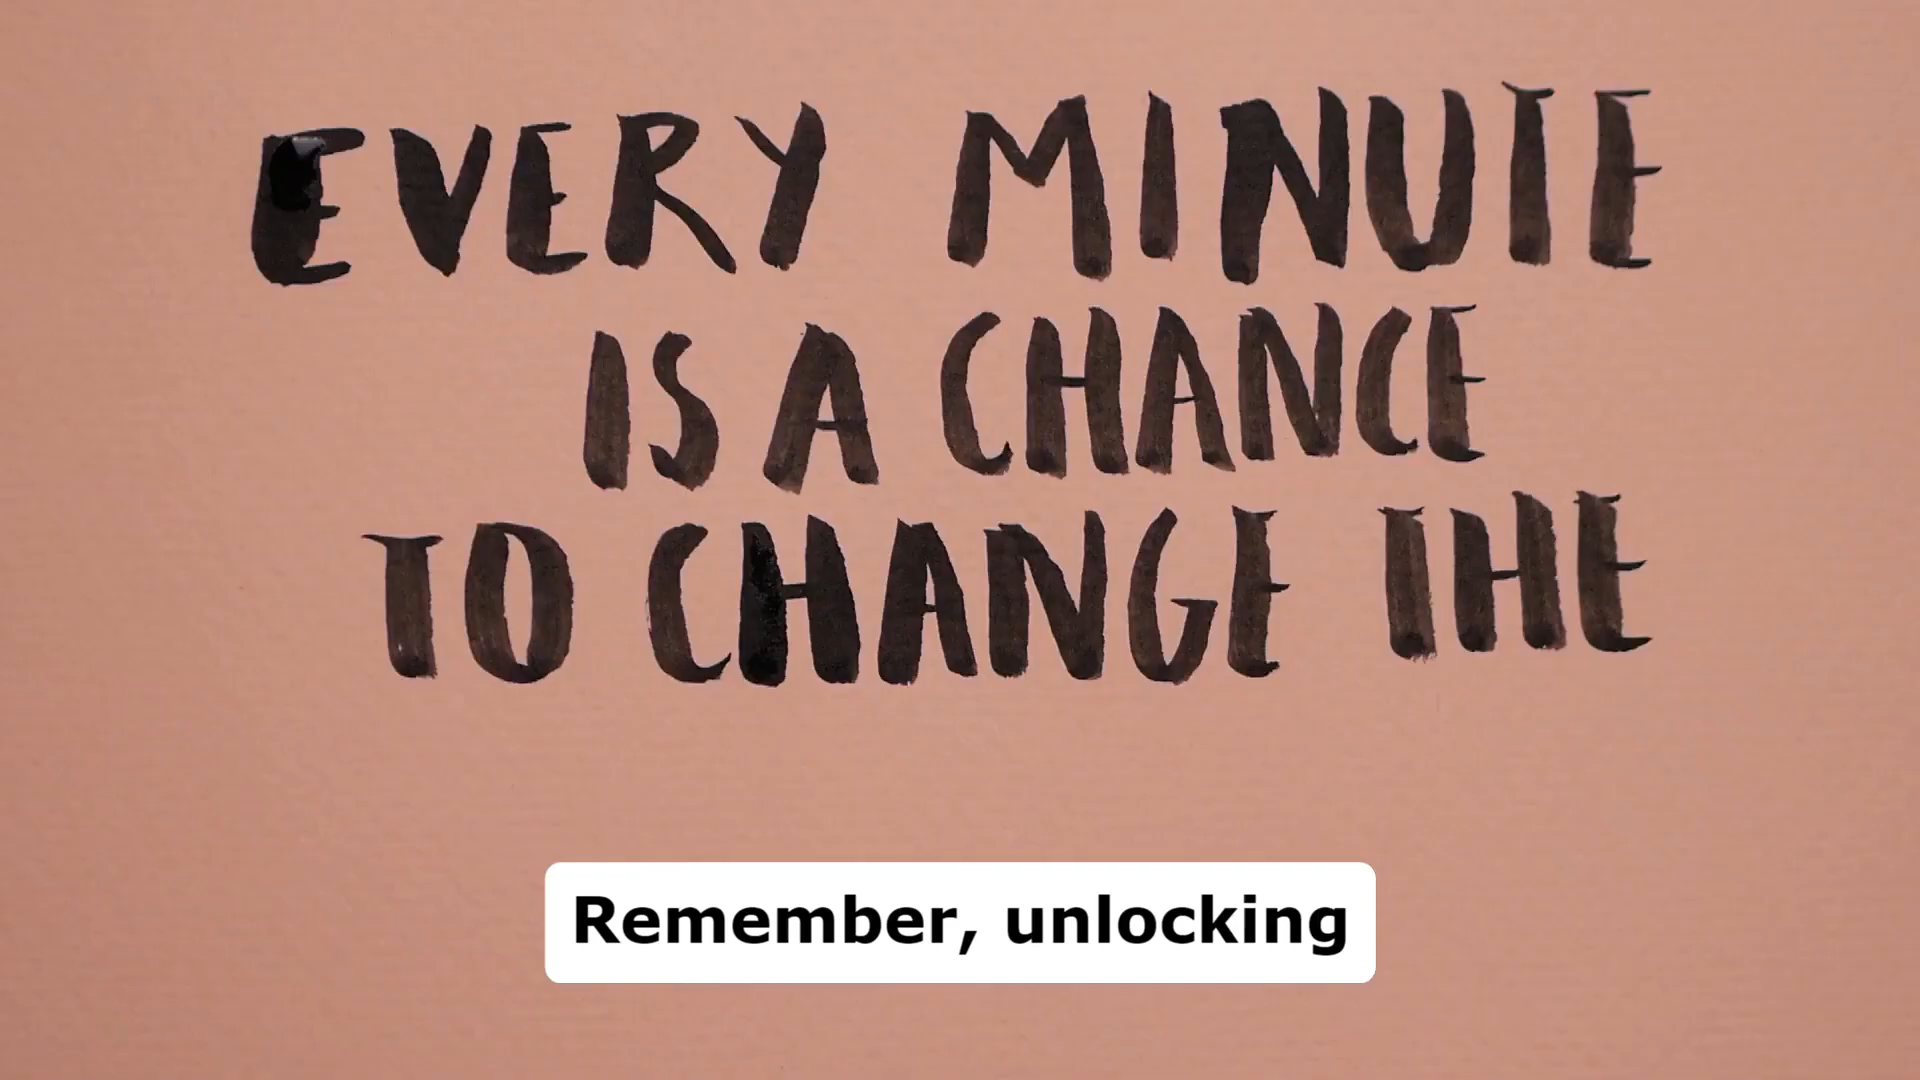 EVERY MINUTE
IS A CHANCE
TO CHANGE THE
Remember, unlocking